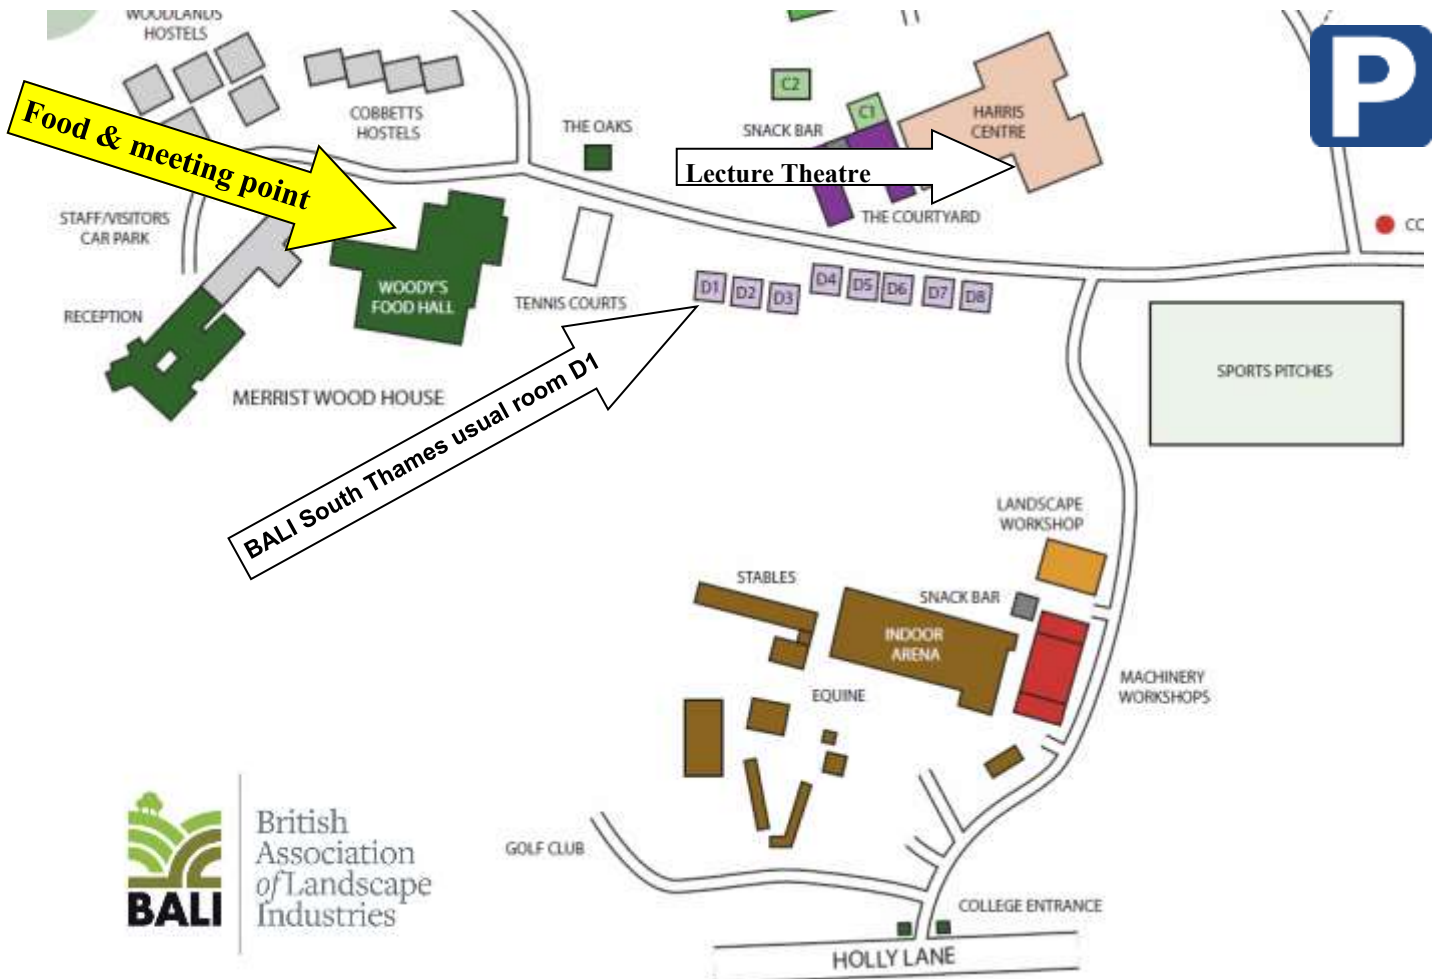 WOODLANDS
HOSTELS
COBBETTS
HOSTELS
THE OAKS
C2
C1
SNACK BAR
HARRIS
CENTRE
P
Food & meeting point
Lecture Theatre
THE COURTYARD
STAFF/VISITORS
CAR PARK
RECEPTION
WOODY'S
FOOD HALL
TENNIS COURTS
D1
D2
D3
D4
D5
D6
D7
D8
MERRIST WOOD HOUSE
BALI South Thames usual room D1
SPORTS PITCHES
LANDSCAPE
WORKSHOP
STABLES
SNACK BAR
INDOOR
ARENA
EQUINE
MACHINERY
WORKSHOPS
GOLF CLUB
COLLEGE ENTRANCE
HOLLY LANE
BALI
British
Association
of Landscape
Industries